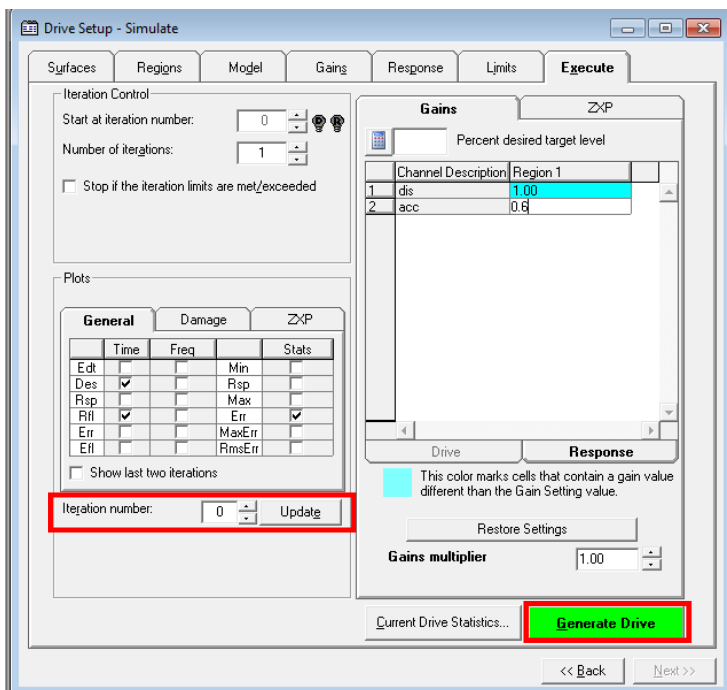 Drive Setup - Simulate
Surfaces Regions Model Gains Response Limits Execute
Iteration Control
Start at iteration number: 0
Number of iterations: 1
Stop if the iteration limits are met/exceeded
Plots
General Damage ZXP
Time Freq Stats
Edt Min
Des Rsp
Rsp Max
Rfl Err
Err MaxErr
Efl RmsErr
Show last two iterations
Iteration number: 0 Update
Gains ZXP
Percent desired target level
Channel Description Region 1
1 dis 1.00
2 acc 0.6
Drive Response
This color marks cells that contain a gain value
different than the Gain Setting value.
Restore Settings
Gains multiplier 1.00
Current Drive Statistics... Generate Drive
<< Back Next >>